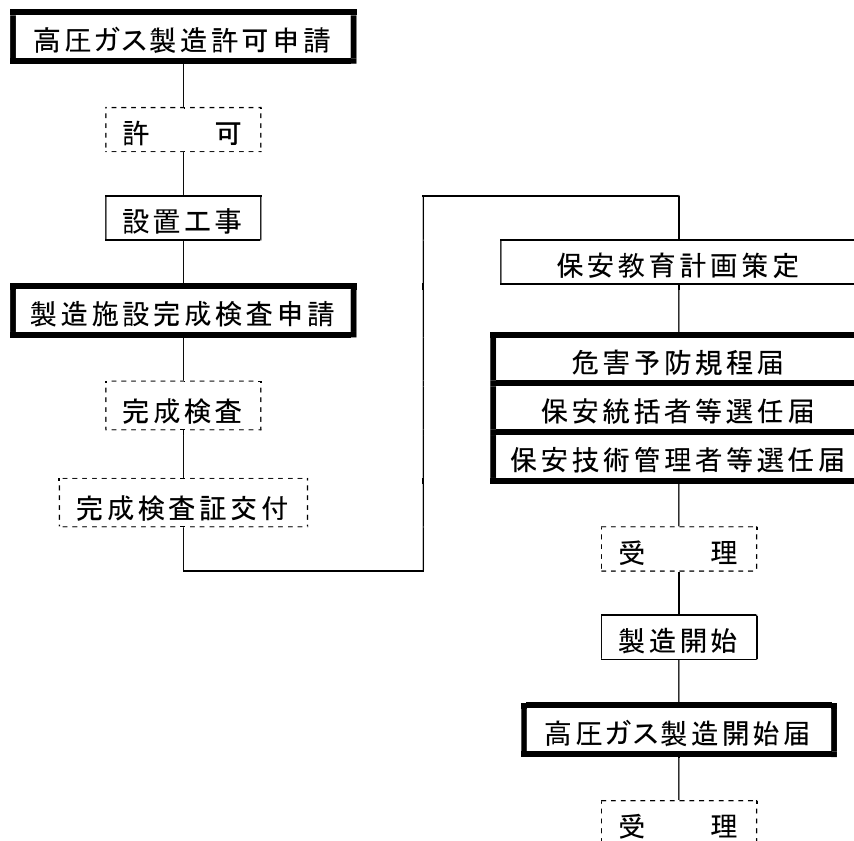 高圧ガス製造許可申請
許　　可
設置工事
製造施設完成検査申請
完成検査
完成検査証交付
保安教育計画策定
危害予防規程届
保安統括者等選任届
保安技術管理者等選任届
受　　理
製造開始
高圧ガス製造開始届
受　　理